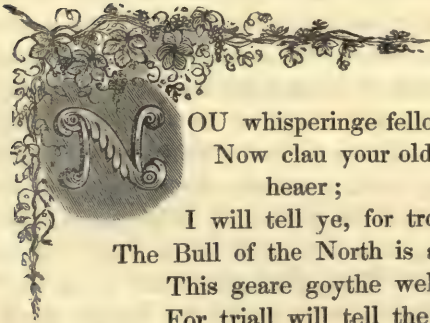 NOU whisperinge fello
Now clau your old
heaer ;
I will tell ye, for tro
The Bull of the North is a
This geare goythe wel
For triall will tell the